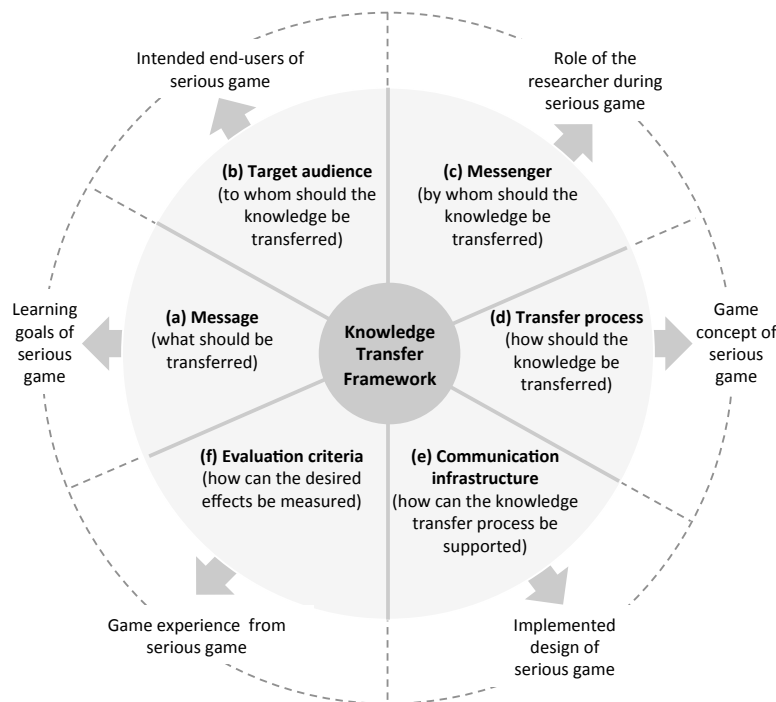 Intended end-users of
serious game
Role of the
researcher during
serious game
(b) Target audience
(to whom should the
knowledge be
transferred)
(c) Messenger
(by whom should the
knowledge be
transferred)
Learning
goals of
serious
game
(a) Message
(what should be
transferred)
Knowledge
Transfer
Framework
(d) Transfer process
(how should the
knowledge be
transferred)
Game
concept of
serious
game
(f) Evaluation criteria
(how can the desired
effects be measured)
(e) Communication
infrastructure
(how can the knowledge
transfer process be
supported)
Game experience from
serious game
Implemented
design of
serious game